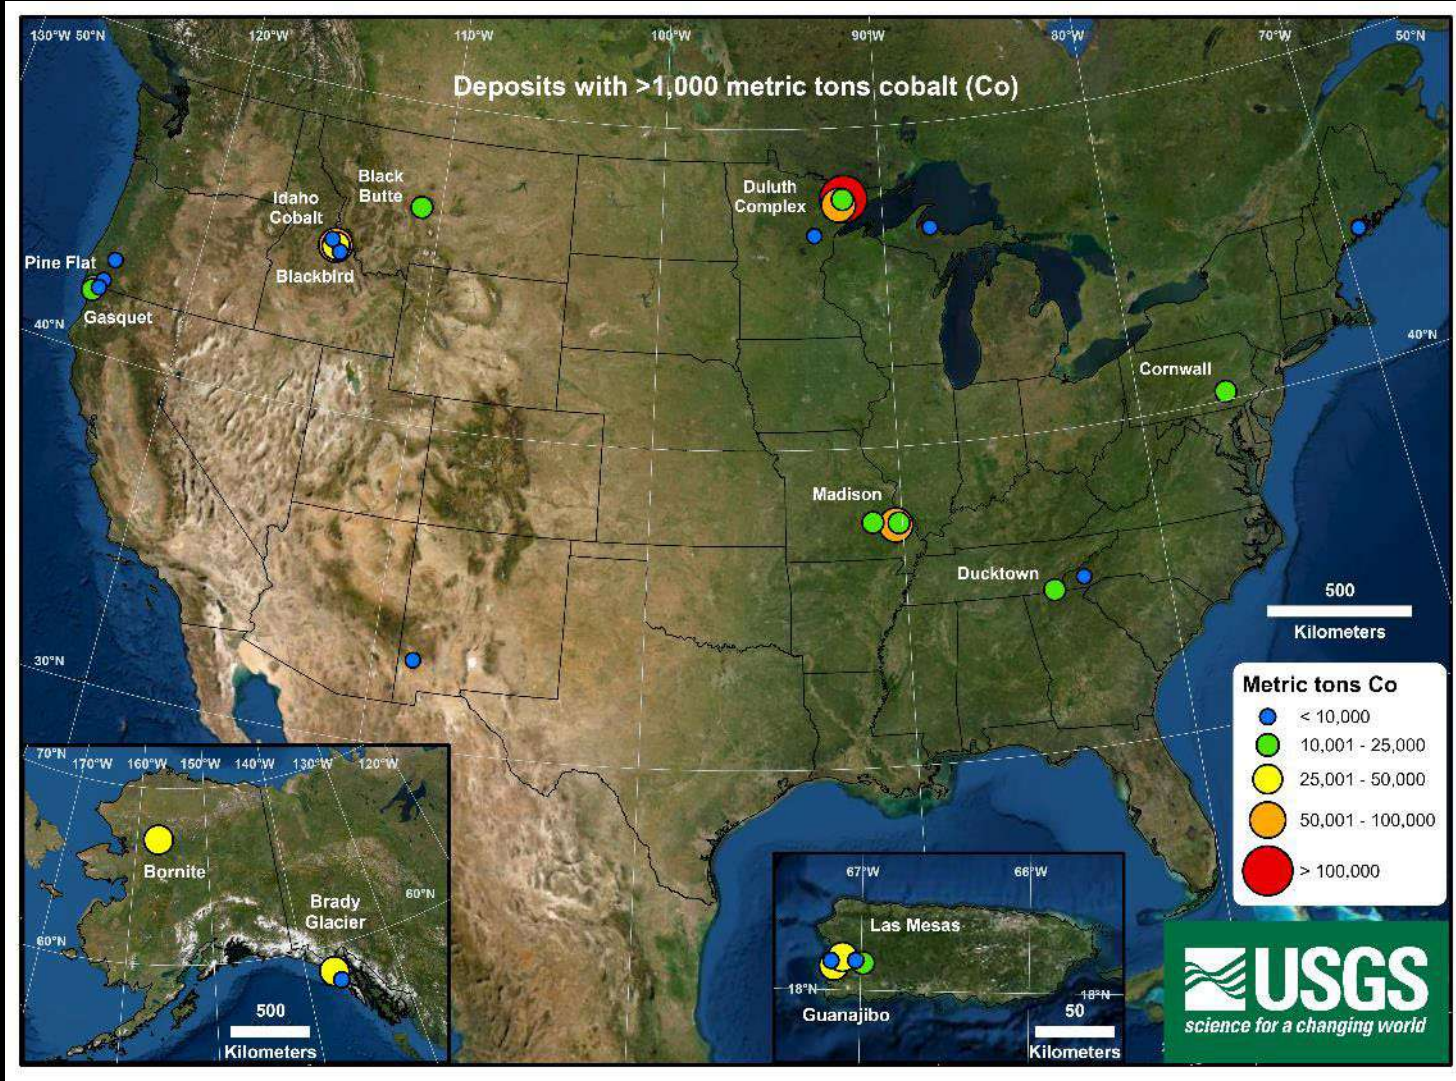 130°W 50°N
120°W
110°W
100°W
90°W
80°W
70°W
50°N
Deposits with >1,000 metric tons cobalt (Co)
Black
Butte
Idaho
Cobalt
Blackbird
Duluth
Complex
Pine Flat
Gasquet
40°N
40°N
Cornwall
Madison
Ducktown
500
Kilometers
30°N
Metric tons Co
< 10,000
10,001 - 25,000
25,001 - 50,000
50,001 - 100,000
> 100,000
70°N
170°W
160°W
150°W
140°W
130°W
120°W
Bornite
Brady
Glacier
60°N
60°N
500
Kilometers
67°W
66°W
Las Mesas
18°N
18°N
Guanajibo
50
Kilometers
USGS
science for a changing world